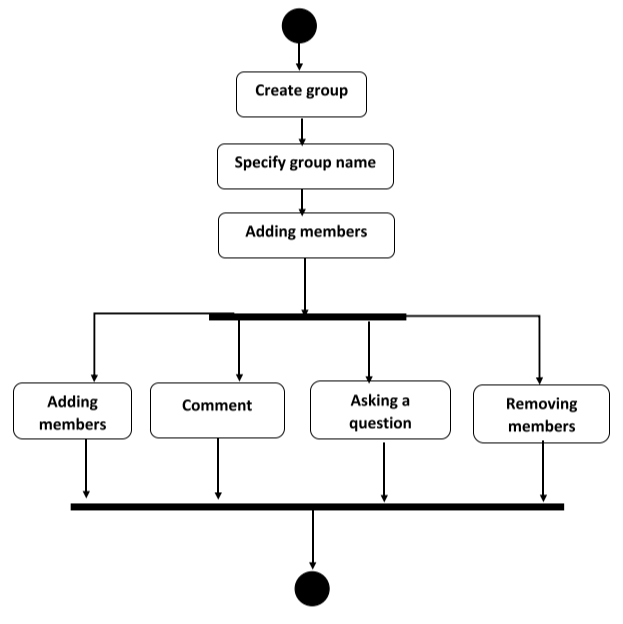 Create group
Specify group name
Adding members
Adding
members
Comment
Asking a
question
Removing
members